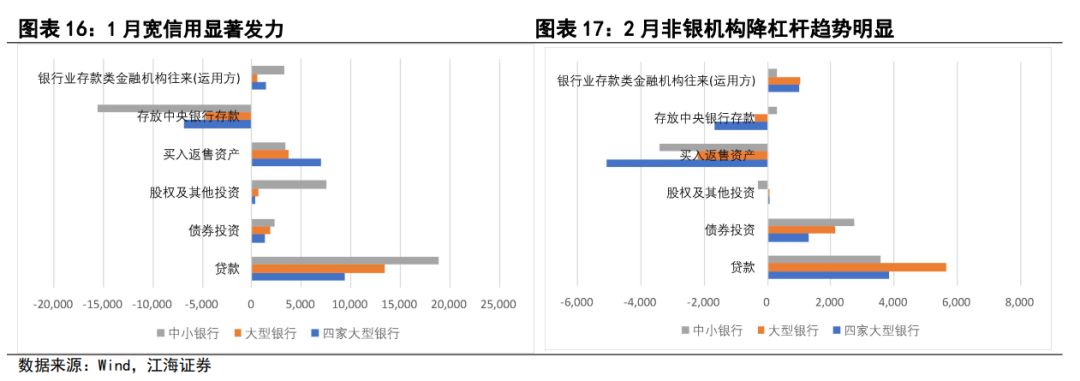 图表 16：1 月宽信用显著发力
银行业存款类金融机构往来(运用方)
存放中央银行存款
买入返售资产
股权及其他投资
债券投资
贷款
-20,000 -15,000 -10,000 -5,000 0 5,000 10,000 15,000 20,000 25,000
中小银行 大型银行 四家大型银行
图表 17：2 月非银机构降杠杆趋势明显
银行业存款类金融机构往来(运用方)
存放中央银行存款
买入返售资产
股权及其他投资
债券投资
贷款
-6,000 -4,000 -2,000 0 2,000 4,000 6,000 8,000
中小银行 大型银行 四家大型银行
数据来源：Wind，江海证券